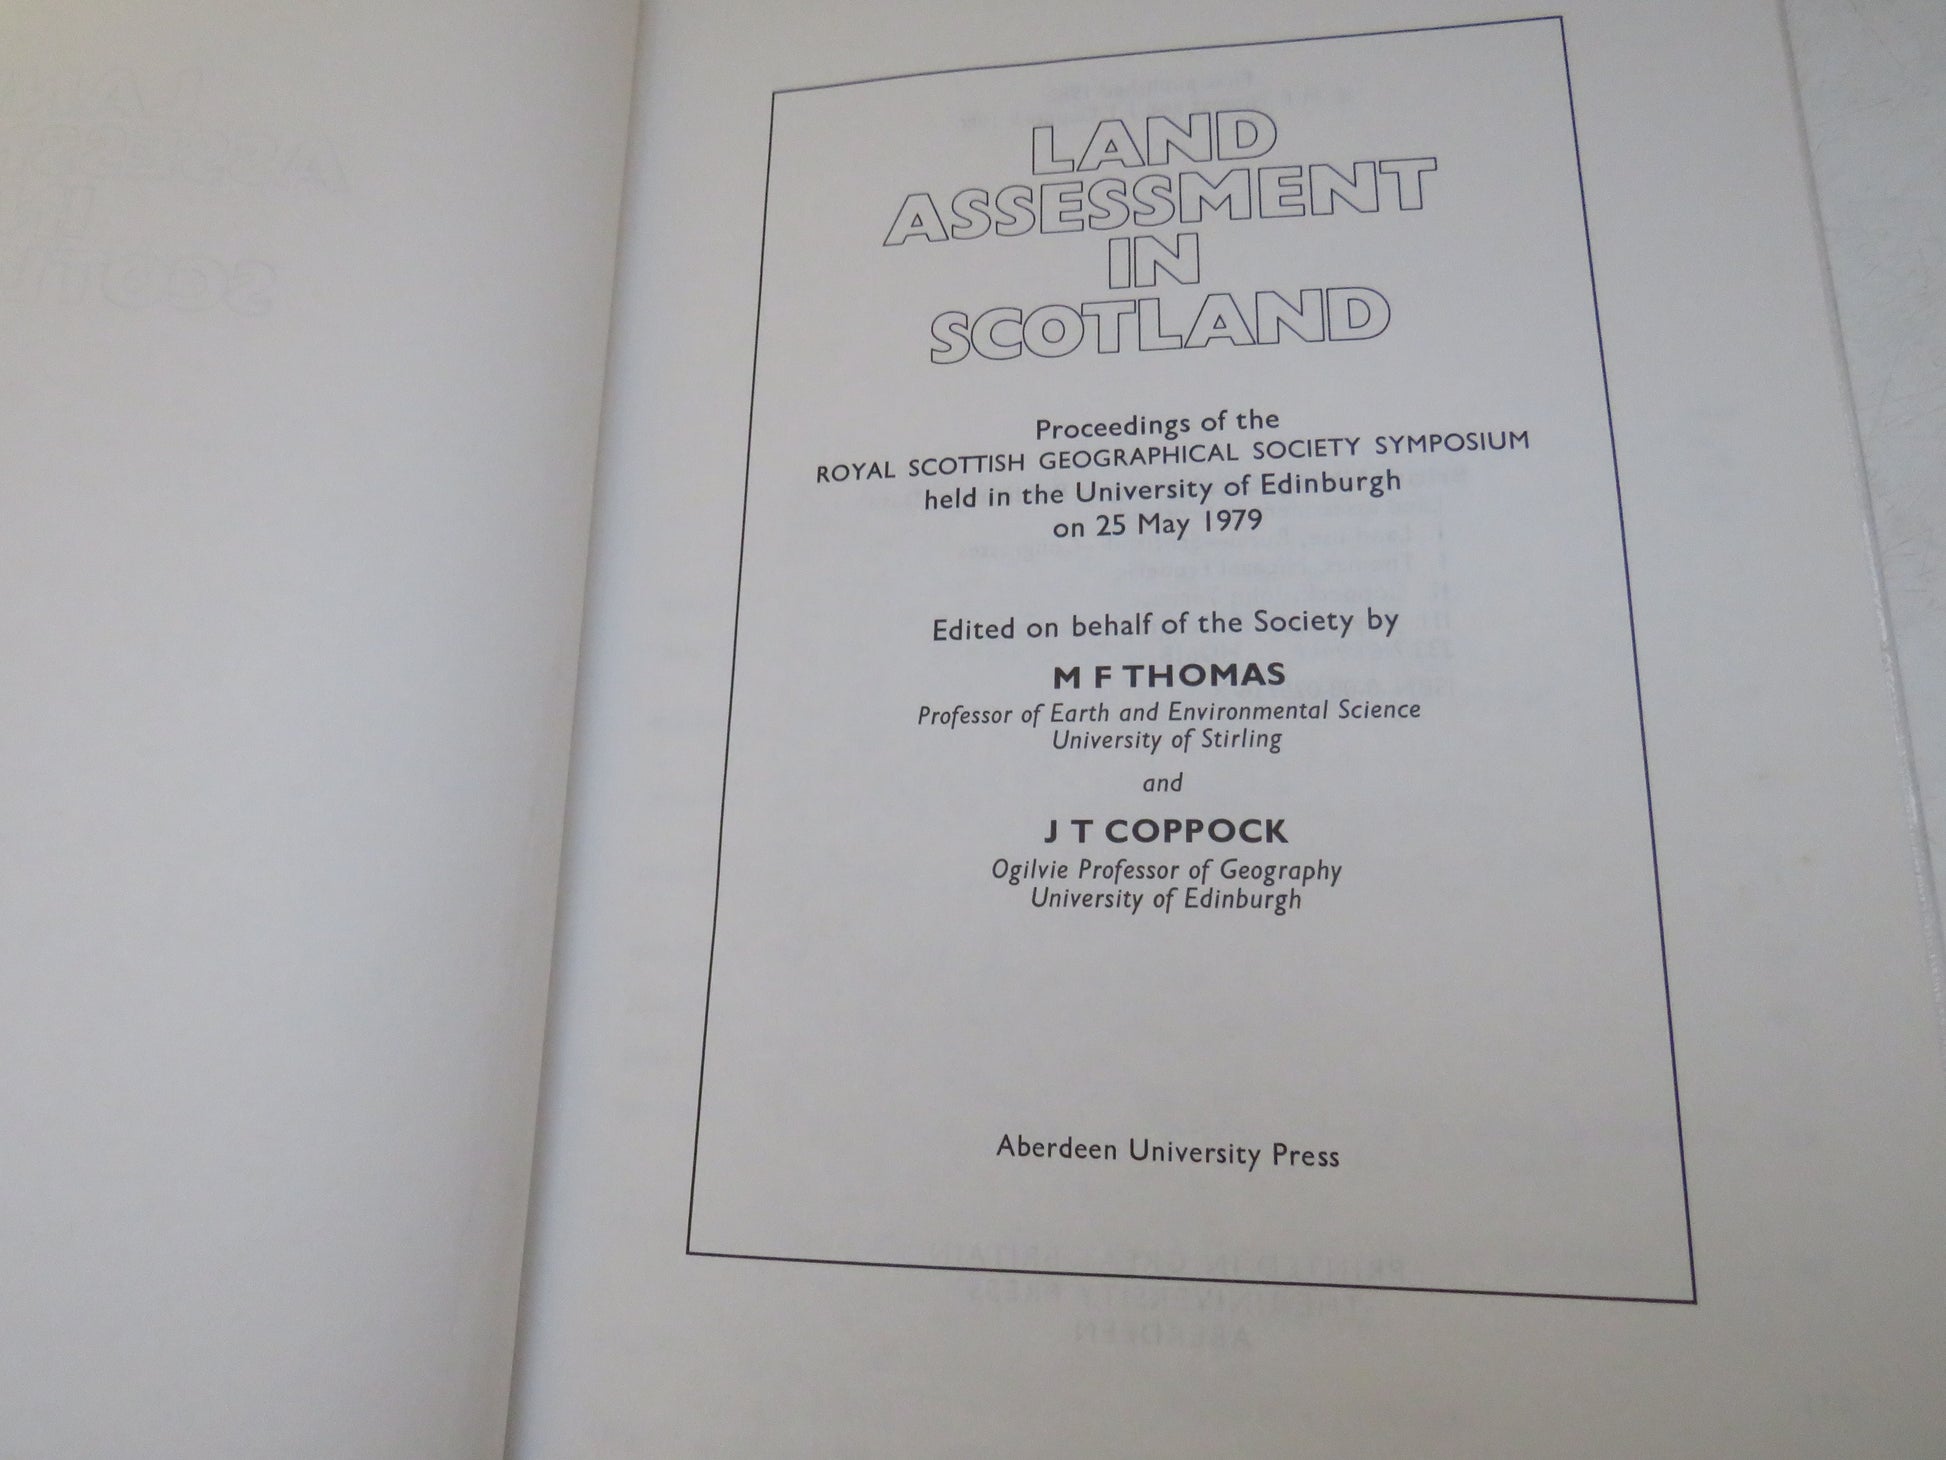 LAND
ASSESSMENT
IN
SCOTLAND
Proceedings of the
ROYAL SCOTTISH GEOGRAPHICAL SOCIETY SYMPOSIUM
held in the University of Edinburgh
on 25 May 1979
Edited on behalf of the Society by
M F THOMAS
Professor of Earth and Environmental Science
University of Stirling
and
J T COPPOCK
Ogilvie Professor of Geography
University of Edinburgh
Aberdeen University Press